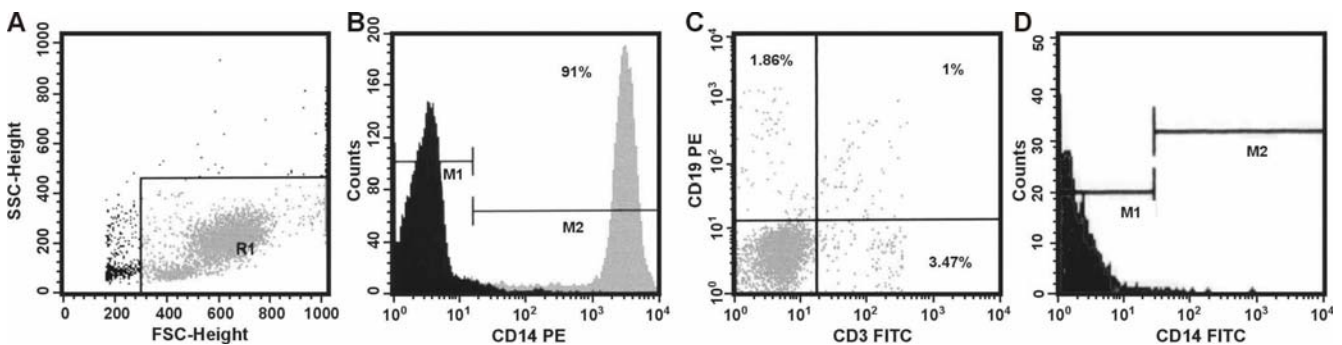 A
SSC-Height
1000
800
600
400
200
0
R1
0 200 400 600 800 1000
FSC-Height
B
Counts
200
160
120
80
40
0
91%
M1
M2
10^0 10^1 10^2 10^3 10^4
CD14 PE
C
CD19 PE
10^4
10^3
10^2
10^1
10^0
1.86%
1%
3.47%
10^0 10^1 10^2 10^3 10^4
CD3 FITC
D
Counts
50
40
30
20
10
0
M2
M1
10^0 10^1 10^2 10^3 10^4
CD14 FITC